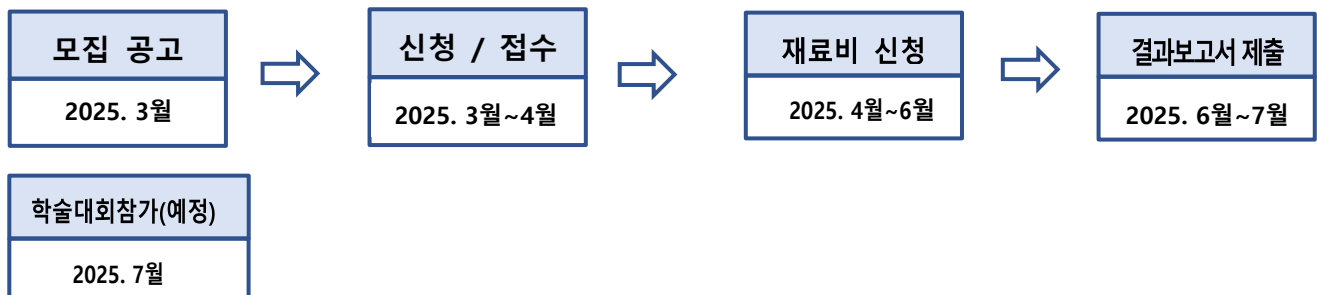 모집 공고
2025. 3월
신청 / 접수
2025. 3월~4월
재료비 신청
2025. 4월~6월
결과보고서 제출
2025. 6월~7월
학술대회참가(예정)
2025. 7월